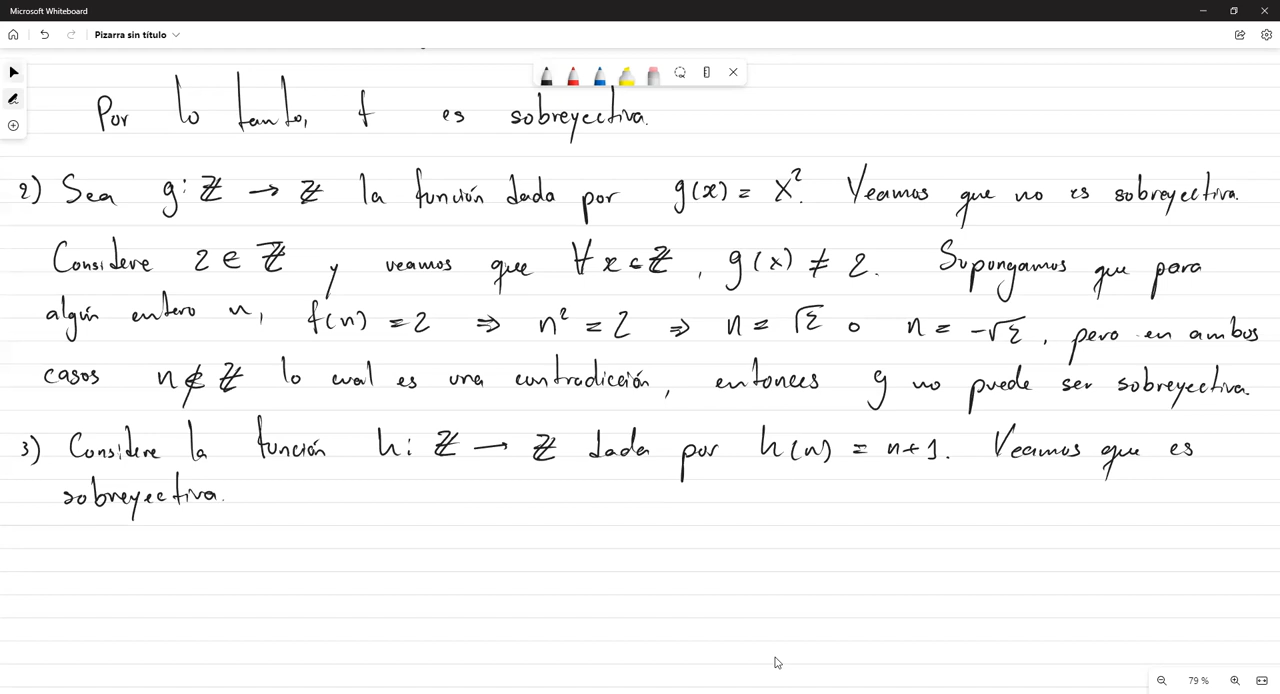 Microsoft Whiteboard
Pizarra sin título
Por lo tanto, f es sobreyectiva.
2) Sea g: ℤ → ℤ la función dada por g(x) = x². Veamos que no es sobreyectiva.
Considere 2 ∈ ℤ y veamos que ∀x∈ℤ, g(x) ≠ 2. Supongamos que para
algún entero n, f(n) = 2 ⇒ n² = 2 ⇒ n = √2 o n = -√2, pero en ambos
casos n∉ℤ lo cual es una contradicción, entonces g no puede ser sobreyectiva.
3) Considere la función h: ℤ → ℤ dada por h(n) = n+1. Veamos que es
sobreyectiva.
79 %